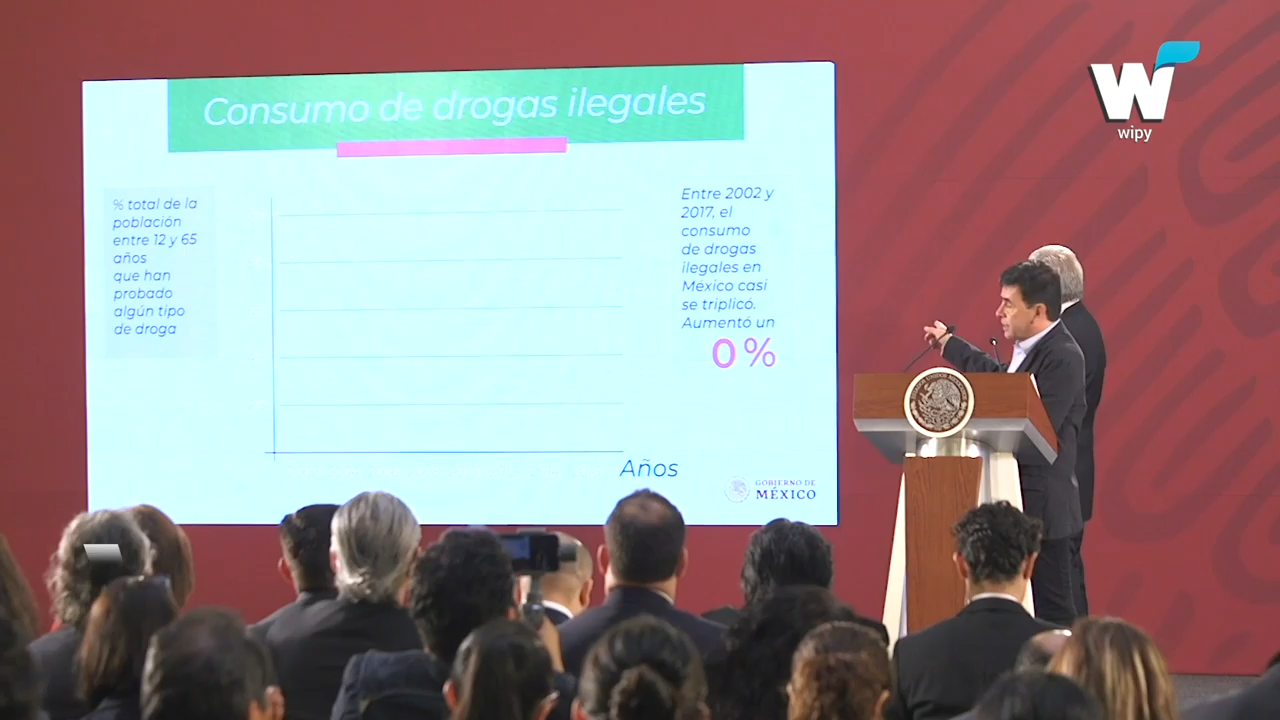 Consumo de drogas ilegales
% total de la
población
entre 12 y 65
años
que han
probado
algún tipo
de droga
Entre 2002 y
2017, el
consumo
de drogas
ilegales en
Mexico casi
se triplicó.
Aumentó un
0 %
Años
GOBIERNO DE
MÉXICO
W
wipy